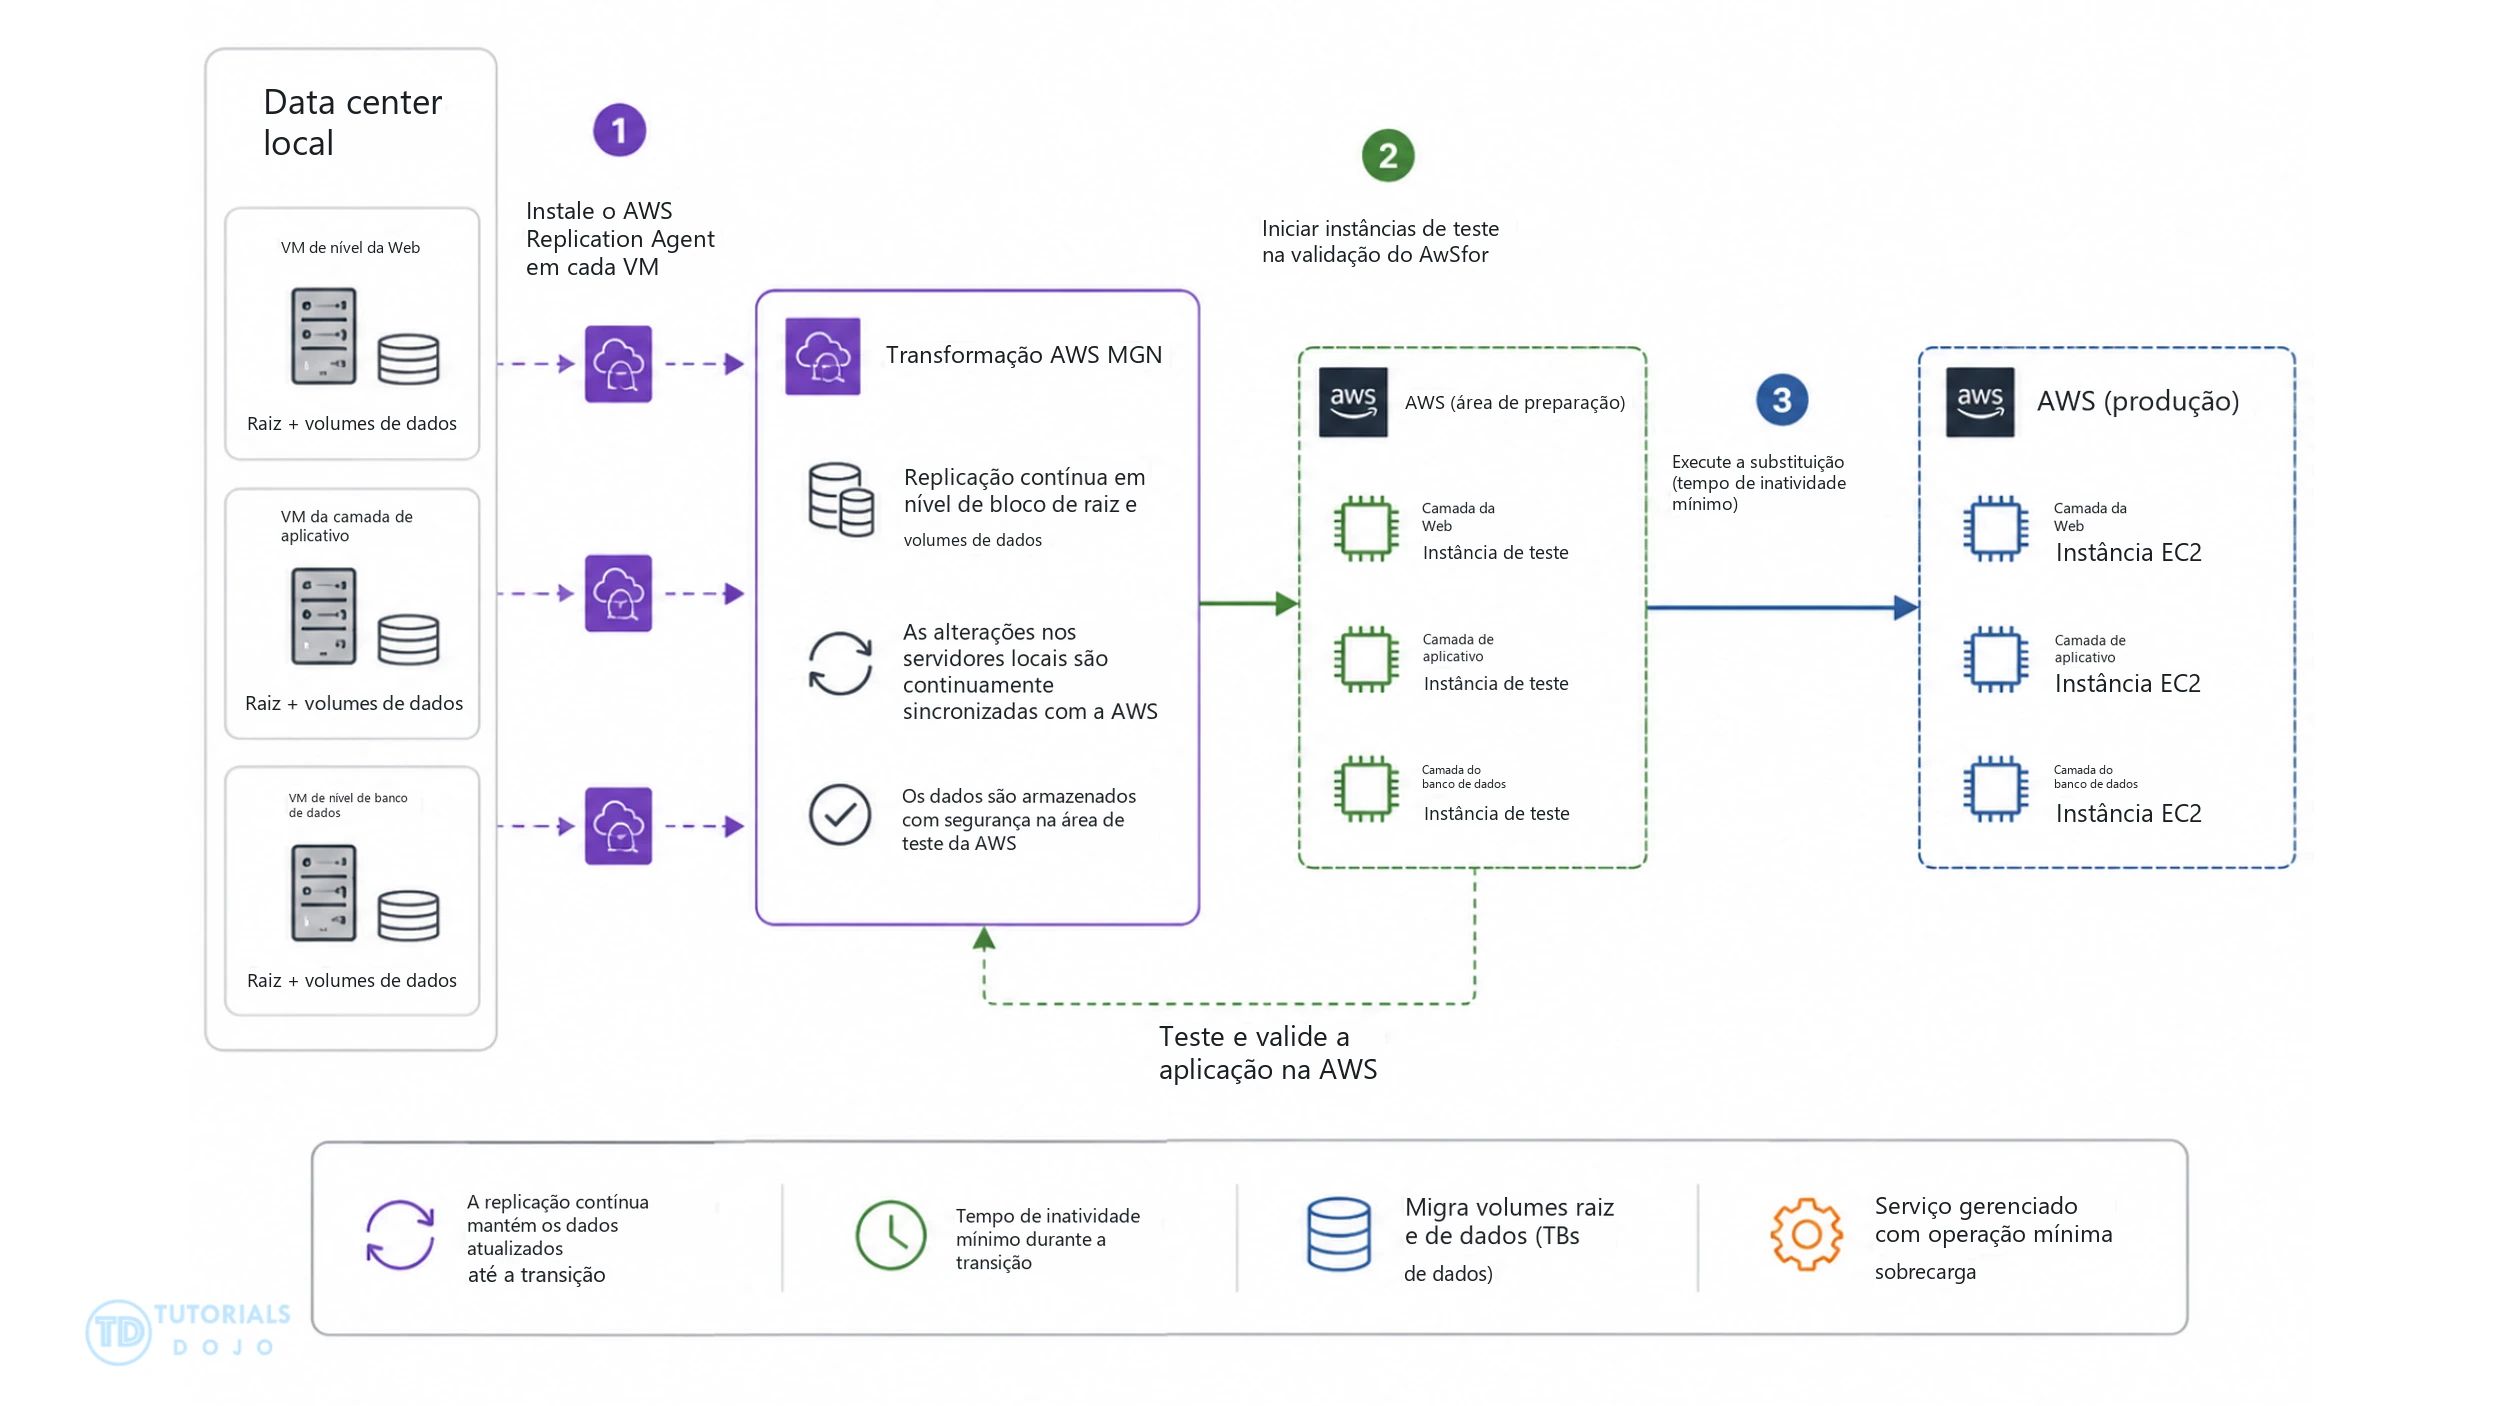 Data center
local
VM de nível da Web
Raiz + volumes de dados
VM da camada de
aplicativo
Raiz + volumes de dados
VM de nível de banco
de dados
Raiz + volumes de dados
1
Instale o AWS
Replication Agent
em cada VM
Transformação AWS MGN
Replicação contínua em
nível de bloco de raiz e
volumes de dados
As alterações nos
servidores locais são
continuamente
sincronizadas com a AWS
Os dados são armazenados
com segurança na área de
teste da AWS
2
Iniciar instâncias de teste
na validação do AwSfor
aws
AWS (área de preparação)
Camada da
Web
Instância de teste
Camada de
aplicativo
Instância de teste
Camada do
banco de dados
Instância de teste
Teste e valide a
aplicação na AWS
3
Execute a substituição
(tempo de inatividade
mínimo)
aws
AWS (produção)
Camada da
Web
Instância EC2
Camada de
aplicativo
Instância EC2
Camada do
banco de dados
Instância EC2
A replicação contínua
mantém os dados
atualizados
até a transição
Tempo de inatividade
mínimo durante a
transição
Migra volumes raiz
e de dados (TBs
de dados)
Serviço gerenciado
com operação mínima
sobrecarga
TD
TUTORIALS
DOJO